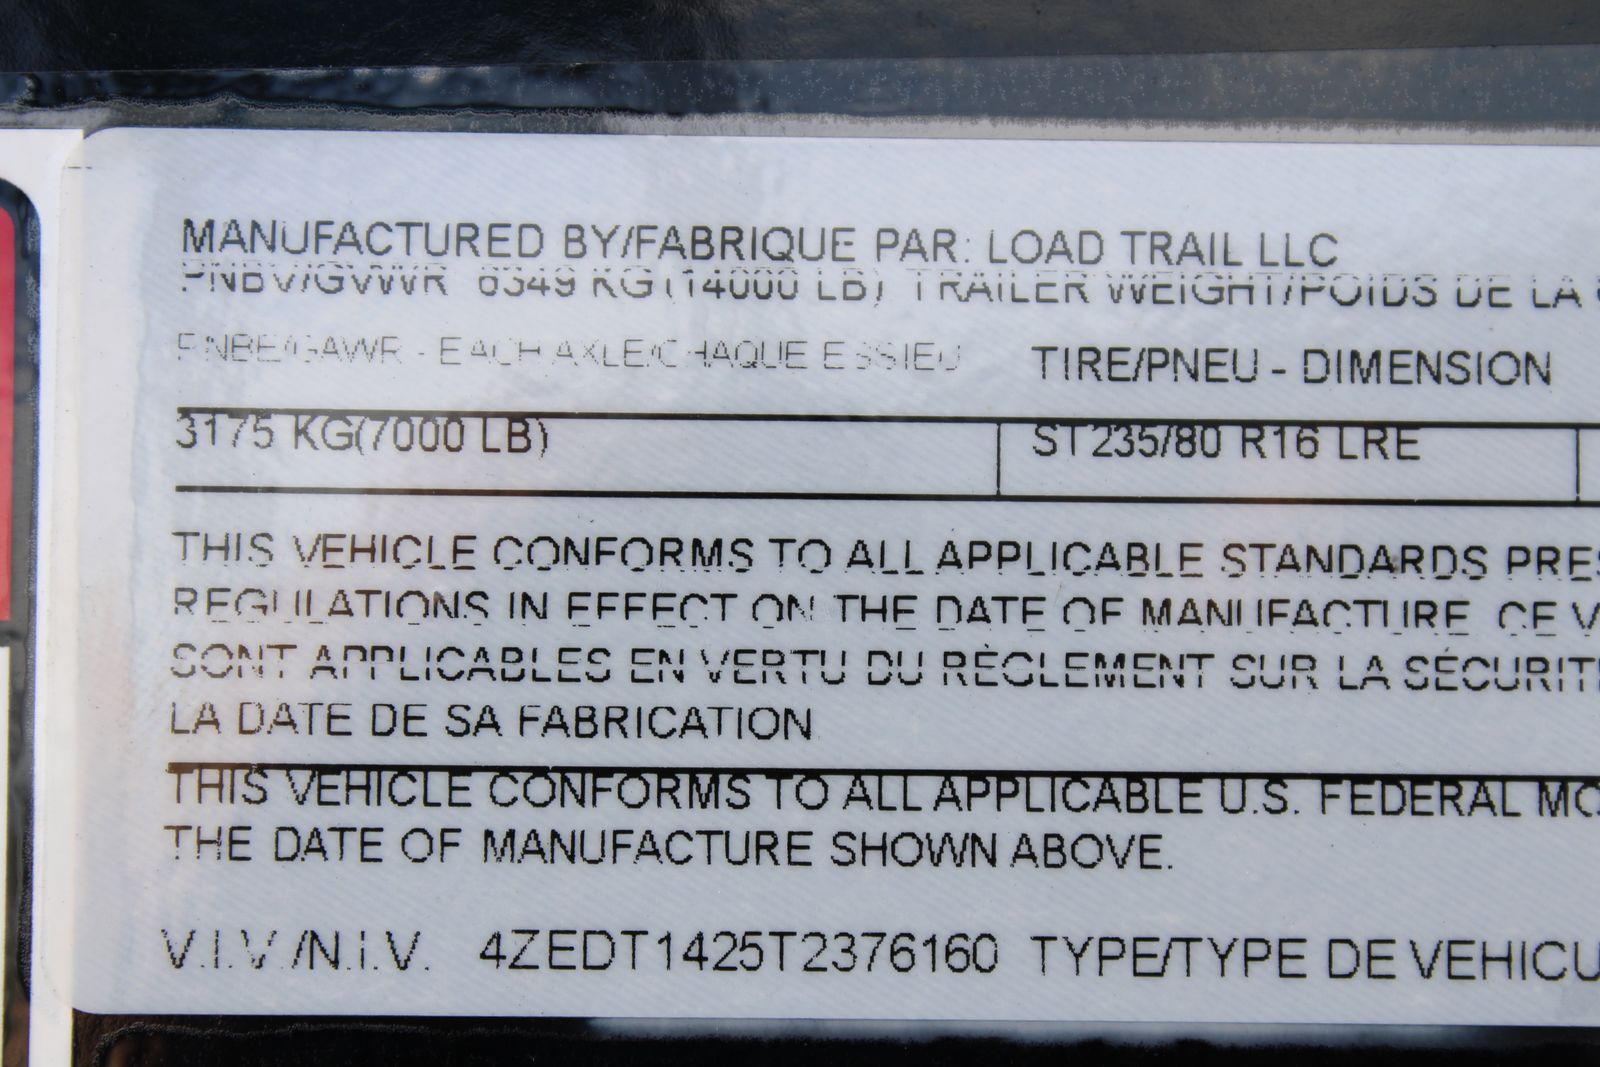 MANUFACTURED BY/FABRIQUE PAR: LOAD TRAIL LLC
PNBV/GVWR 6349 KG (14000 LB) TRAILER WEIGHT/POIDS DE LA
PNBE/GAWR - EACH AXLE/CHAQUE ESSIEU TIRE/PNEU - DIMENSION
3175 KG(7000 LB) ST235/80 R16 LRE
THIS VEHICLE CONFORMS TO ALL APPLICABLE STANDARDS PRES
REGULATIONS IN EFFECT ON THE DATE OF MANUFACTURE. CE V
SONT APPLICABLES EN VERTU DU RÈGLEMENT SUR LA SÉCURITÉ
LA DATE DE SA FABRICATION
THIS VEHICLE CONFORMS TO ALL APPLICABLE U.S. FEDERAL MO
THE DATE OF MANUFACTURE SHOWN ABOVE.
V.I.V./N.I.V. 4ZEDT1425T2376160 TYPE/TYPE DE VEHICU